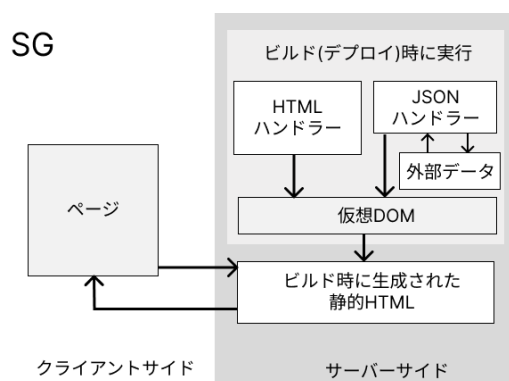 SG
ビルド(デプロイ)時に実行
HTML
ハンドラー
JSON
ハンドラー
外部データ
ページ
仮想DOM
ビルド時に生成された
静的HTML
クライアントサイド
サーバーサイド